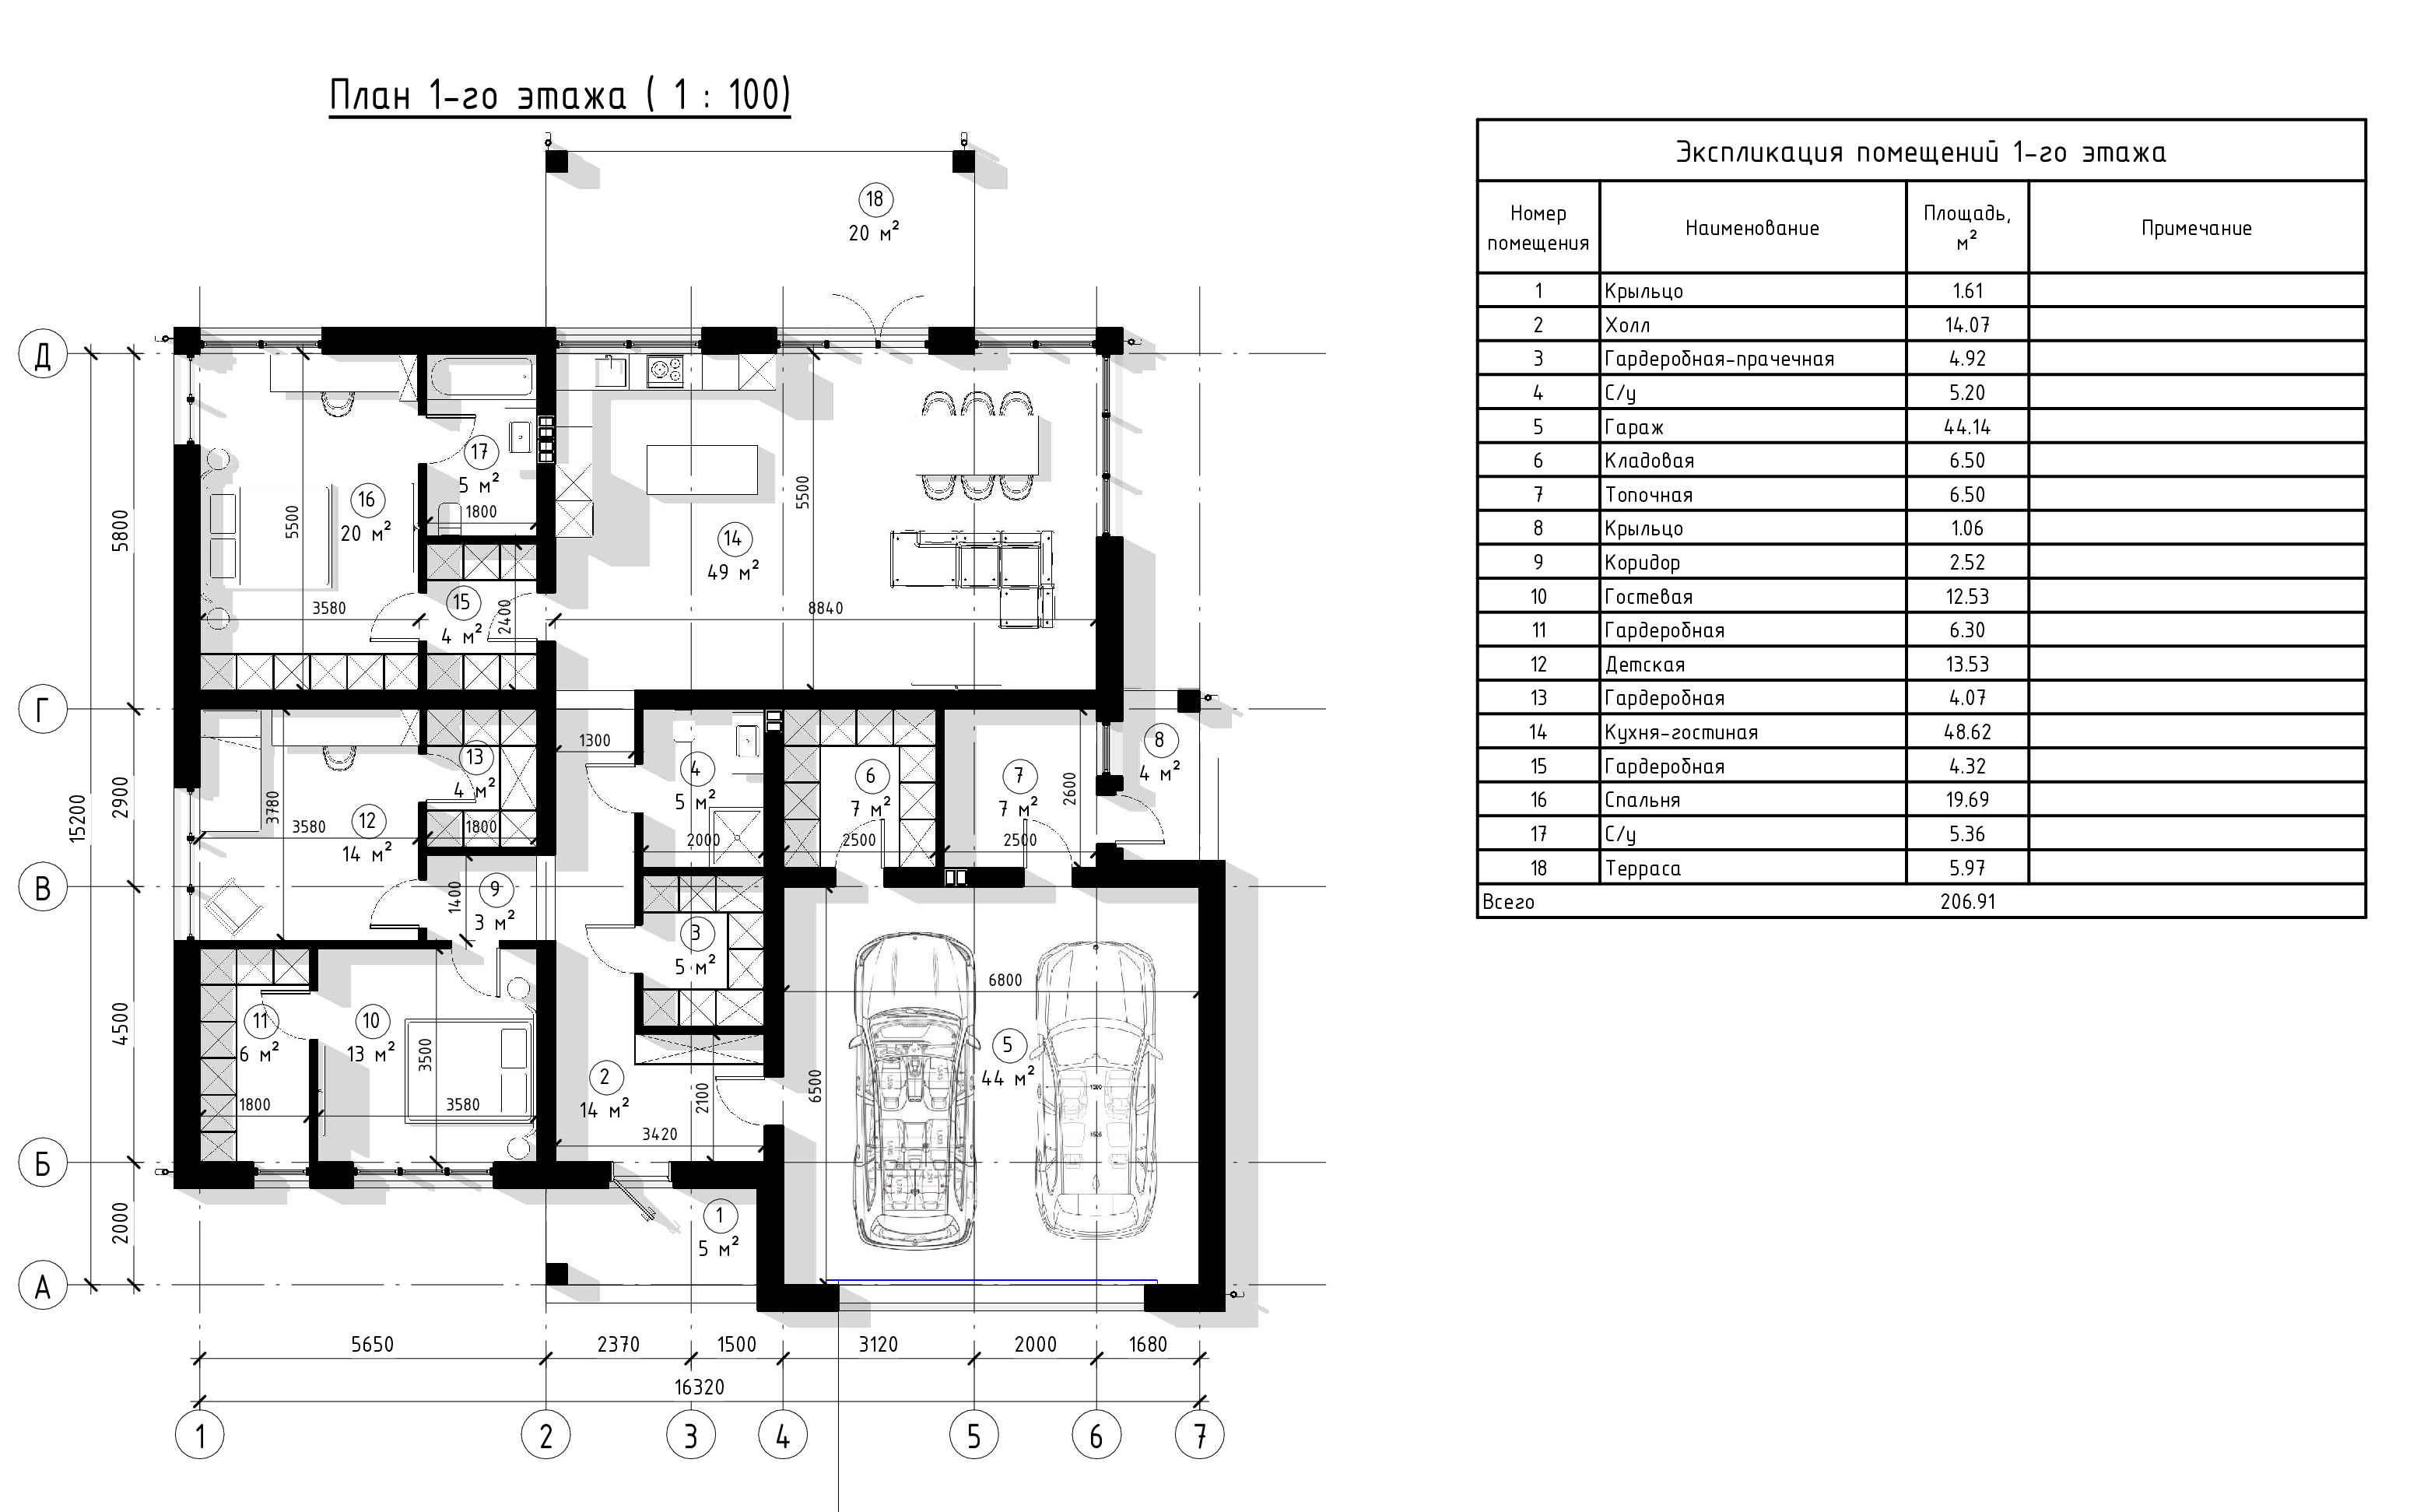 План 1-го этажа ( 1 : 100)
18
20 м²
Д
5500
17
5 м²
1800
16
20 м²
5500
14
49 м²
5800
15
4 м²
2400
3580
8840
Г
1300
13
4 м²
4
5 м²
6
7 м²
7
7 м²
2600
8
4 м²
15200
2900
3780
12
14 м²
3580
1800
2000
2500
2500
В
9
3 м²
1400
3
5 м²
6800
4500
11
6 м²
10
13 м²
3500
5
44 м²
6500
2
14 м²
2100
1800
3580
3420
Б
1
5 м²
2000
А
5650
2370
1500
3120
2000
1680
16320
1
2
3
4
5
6
7
Экспликация помещений 1-го этажа
Номер помещения Наименование Площадь, м² Примечание
1 Крыльцо 1.61
2 Холл 14.07
3 Гардеробная-прачечная 4.92
4 С/у 5.20
5 Гараж 44.14
6 Кладовая 6.50
7 Топочная 6.50
8 Крыльцо 1.06
9 Коридор 2.52
10 Гостевая 12.53
11 Гардеробная 6.30
12 Детская 13.53
13 Гардеробная 4.07
14 Кухня-гостиная 48.62
15 Гардеробная 4.32
16 Спальня 19.69
17 С/у 5.36
18 Терраса 5.97
Всего 206.91